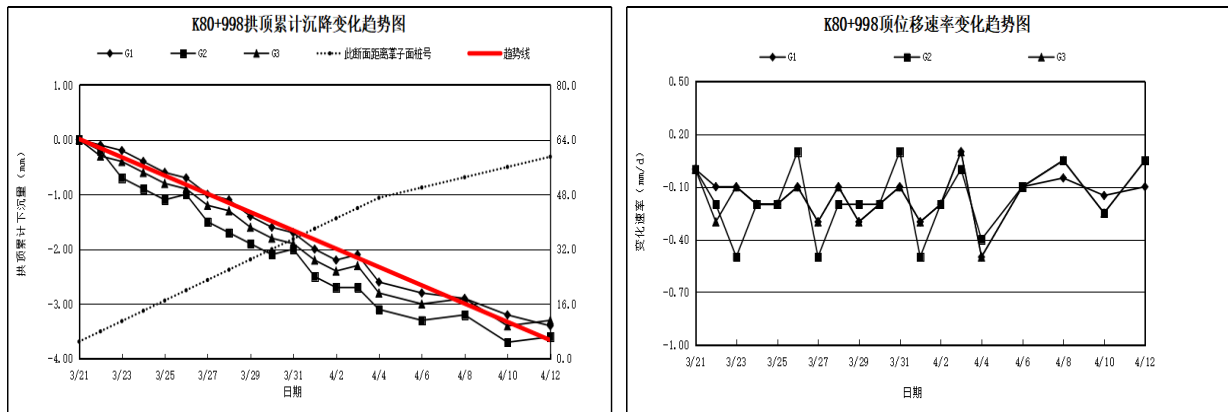 K80+998拱顶累计沉降变化趋势图
G1 G2 G3 此断面距离掌子面桩号 趋势线
拱顶累计下沉量（mm）
1.00
0.00
-1.00
-2.00
-3.00
-4.00
80.0
64.0
48.0
32.0
16.0
0.0
3/21 3/23 3/25 3/27 3/29 3/31 4/2 4/4 4/6 4/8 4/10 4/12
日期
K80+998顶位移速率变化趋势图
G1 G2 G3
变化速率（mm/d）
0.50
0.20
-0.10
-0.40
-0.70
-1.00
3/21 3/23 3/25 3/27 3/29 3/31 4/2 4/4 4/6 4/8 4/10 4/12
日期